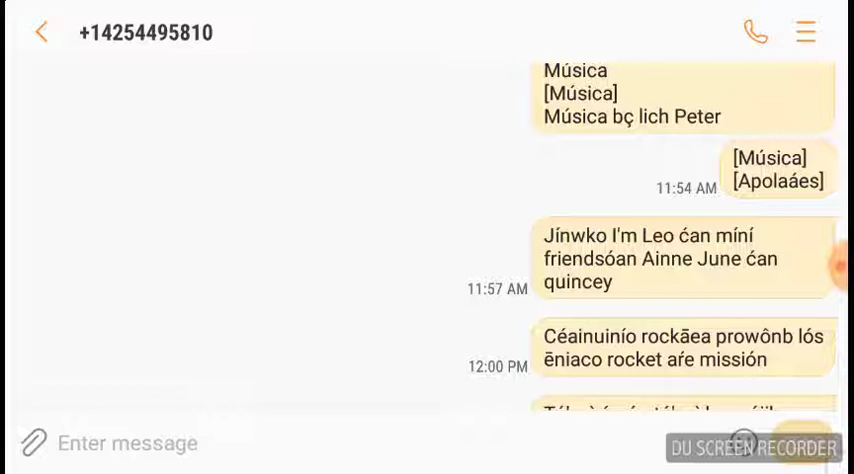 +14254495810
Música
[Música]
Música bç lich Peter
[Música]
[Apolaáes]
11:54 AM
Jínwko I'm Leo ćan míní
friendsóan Ainne June ćan
quincey
11:57 AM
Céainuinío rockāea prowônb lós
ēniaco rocket aŕe missión
12:00 PM
Enter message
DU SCREEN RECORDER